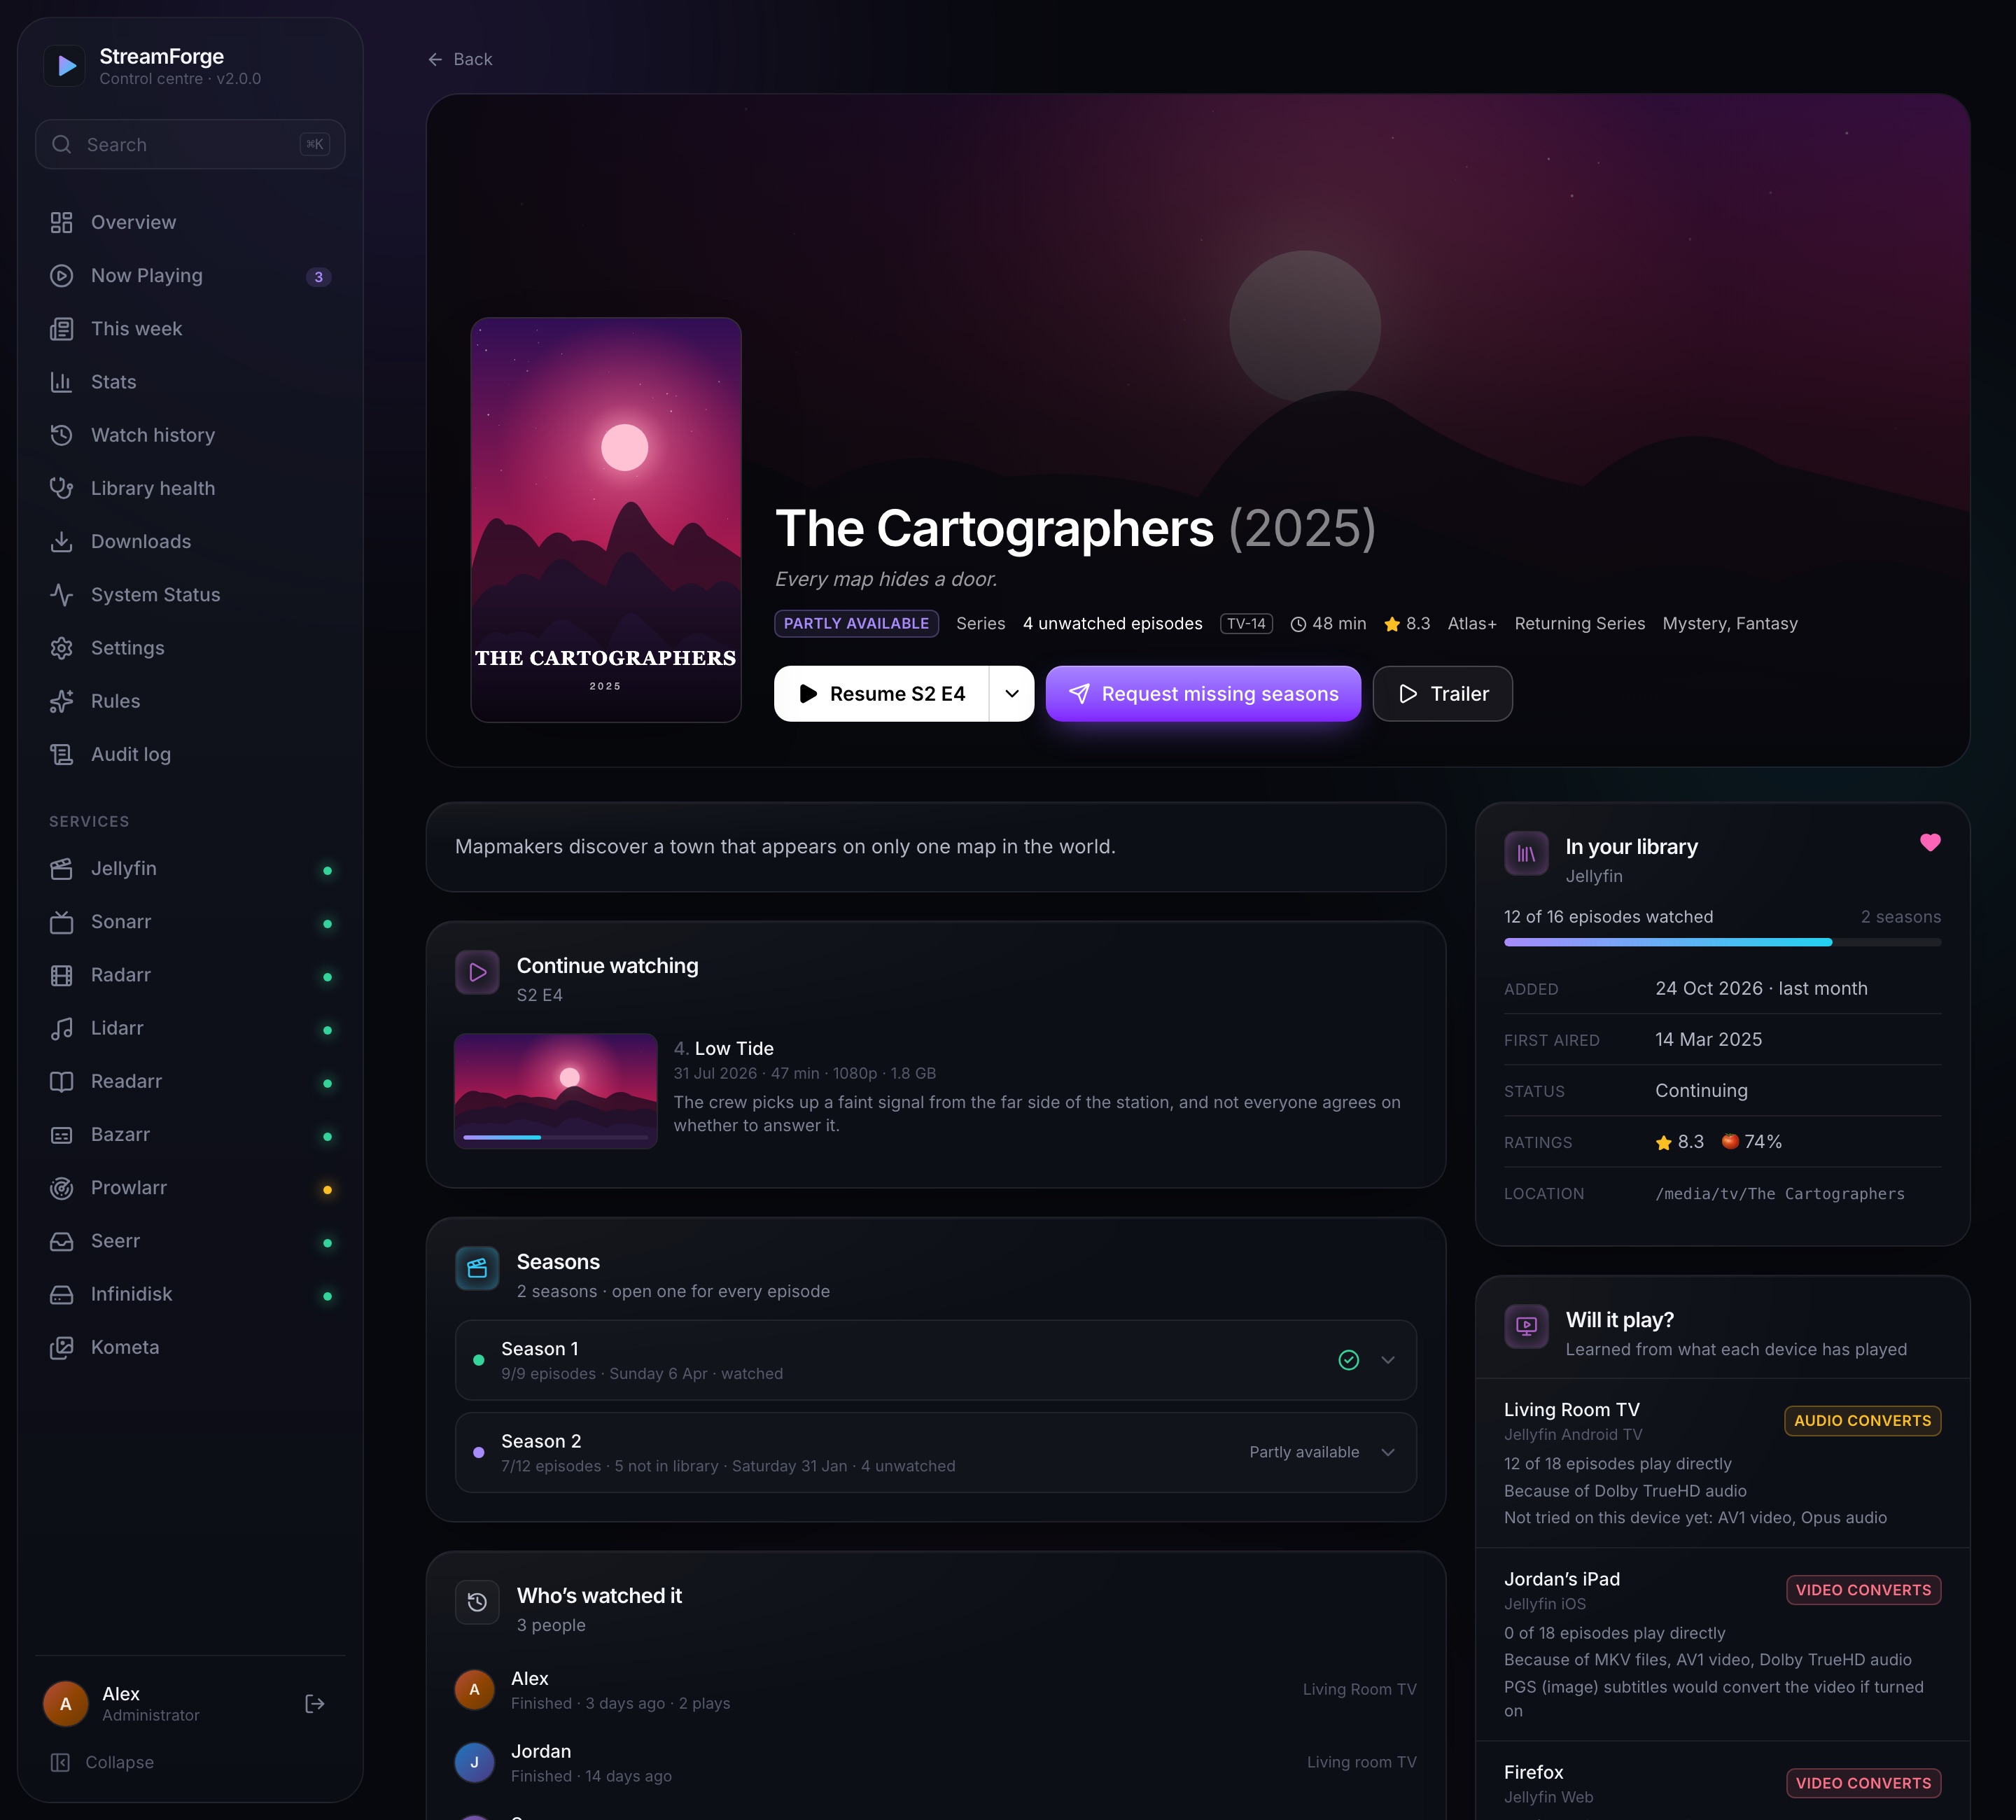 StreamForge
Control centre · v2.0.0
Search
⌘K
Overview
Now Playing
3
This week
Stats
Watch history
Library health
Downloads
System Status
Settings
Rules
Audit log
SERVICES
Jellyfin
Sonarr
Radarr
Lidarr
Readarr
Bazarr
Prowlarr
Seerr
Infinidisk
Kometa
A
Alex
Administrator
Collapse
Back
THE CARTOGRAPHERS
2025
The Cartographers (2025)
Every map hides a door.
PARTLY AVAILABLE Series 4 unwatched episodes TV-14 48 min 8.3 Atlas+ Returning Series Mystery, Fantasy
Resume S2 E4
Request missing seasons
Trailer
Mapmakers discover a town that appears on only one map in the world.
Continue watching
S2 E4
4. Low Tide
31 Jul 2026 · 47 min · 1080p · 1.8 GB
The crew picks up a faint signal from the far side of the station, and not everyone agrees on
whether to answer it.
Seasons
2 seasons · open one for every episode
Season 1
9/9 episodes · Sunday 6 Apr · watched
Season 2
7/12 episodes · 5 not in library · Saturday 31 Jan · 4 unwatched
Partly available
Who’s watched it
3 people
A
Alex
Finished · 3 days ago · 2 plays
Living Room TV
J
Jordan
Finished · 14 days ago
Living room TV
In your library
Jellyfin
12 of 16 episodes watched
2 seasons
ADDED
24 Oct 2026 · last month
FIRST AIRED
14 Mar 2025
STATUS
Continuing
RATINGS
8.3 74%
LOCATION
/media/tv/The Cartographers
Will it play?
Learned from what each device has played
Living Room TV
Jellyfin Android TV
AUDIO CONVERTS
12 of 18 episodes play directly
Because of Dolby TrueHD audio
Not tried on this device yet: AV1 video, Opus audio
Jordan’s iPad
Jellyfin iOS
VIDEO CONVERTS
0 of 18 episodes play directly
Because of MKV files, AV1 video, Dolby TrueHD audio
PGS (image) subtitles would convert the video if turned
on
Firefox
Jellyfin Web
VIDEO CONVERTS